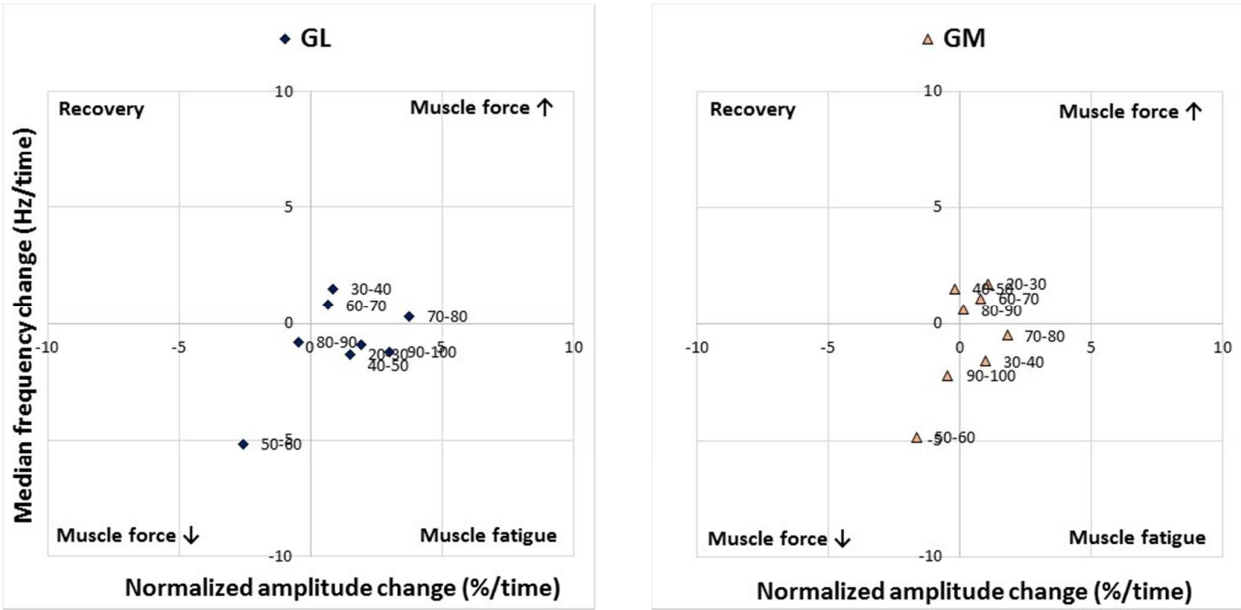 GL
Median frequency change (Hz/time)
10
Recovery
Muscle force ↑
5
30-40
60-70
70-80
0
-10
-5
0
5
10
80-90
20-30
90-100
40-50
-5
50-60
Muscle force ↓
Muscle fatigue
-10
Normalized amplitude change (%/time)
GM
10
Recovery
Muscle force ↑
5
20-30
40-50
60-70
80-90
0
-10
-5
0
5
10
70-80
30-40
90-100
-5
50-60
Muscle force ↓
Muscle fatigue
-10
Normalized amplitude change (%/time)